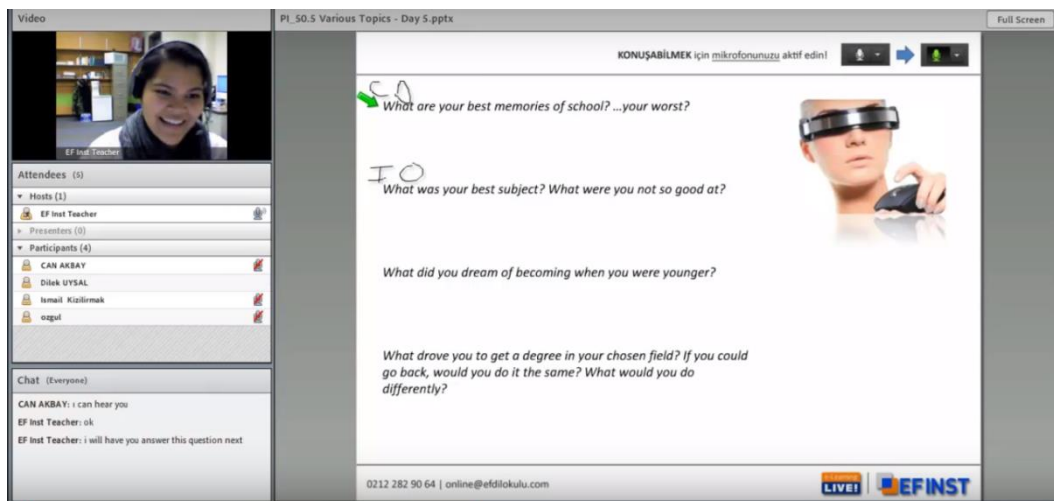 Video
EF Inst Teacher
Attendees (5)
Hosts (1)
EF Inst Teacher
Presenters (0)
Participants (4)
CAN AKBAY
Dilek UYSAL
Ismail Kizilirmak
ozgul
Chat (Everyone)
CAN AKBAY: ı can hear you
EF Inst Teacher: ok
EF Inst Teacher: i will have you answer this question next
PI_50.5 Various Topics - Day 5.pptx
Full Screen
KONUŞABİLMEK için mikrofonunuzu aktif edin!
C D
What are your best memories of school? ...your worst?
I O
What was your best subject? What were you not so good at?
What did you dream of becoming when you were younger?
What drove you to get a degree in your chosen field? If you could
go back, would you do it the same? What would you do
differently?
0212 282 90 64 | online@efdilokulu.com
LIVE!
EFINST